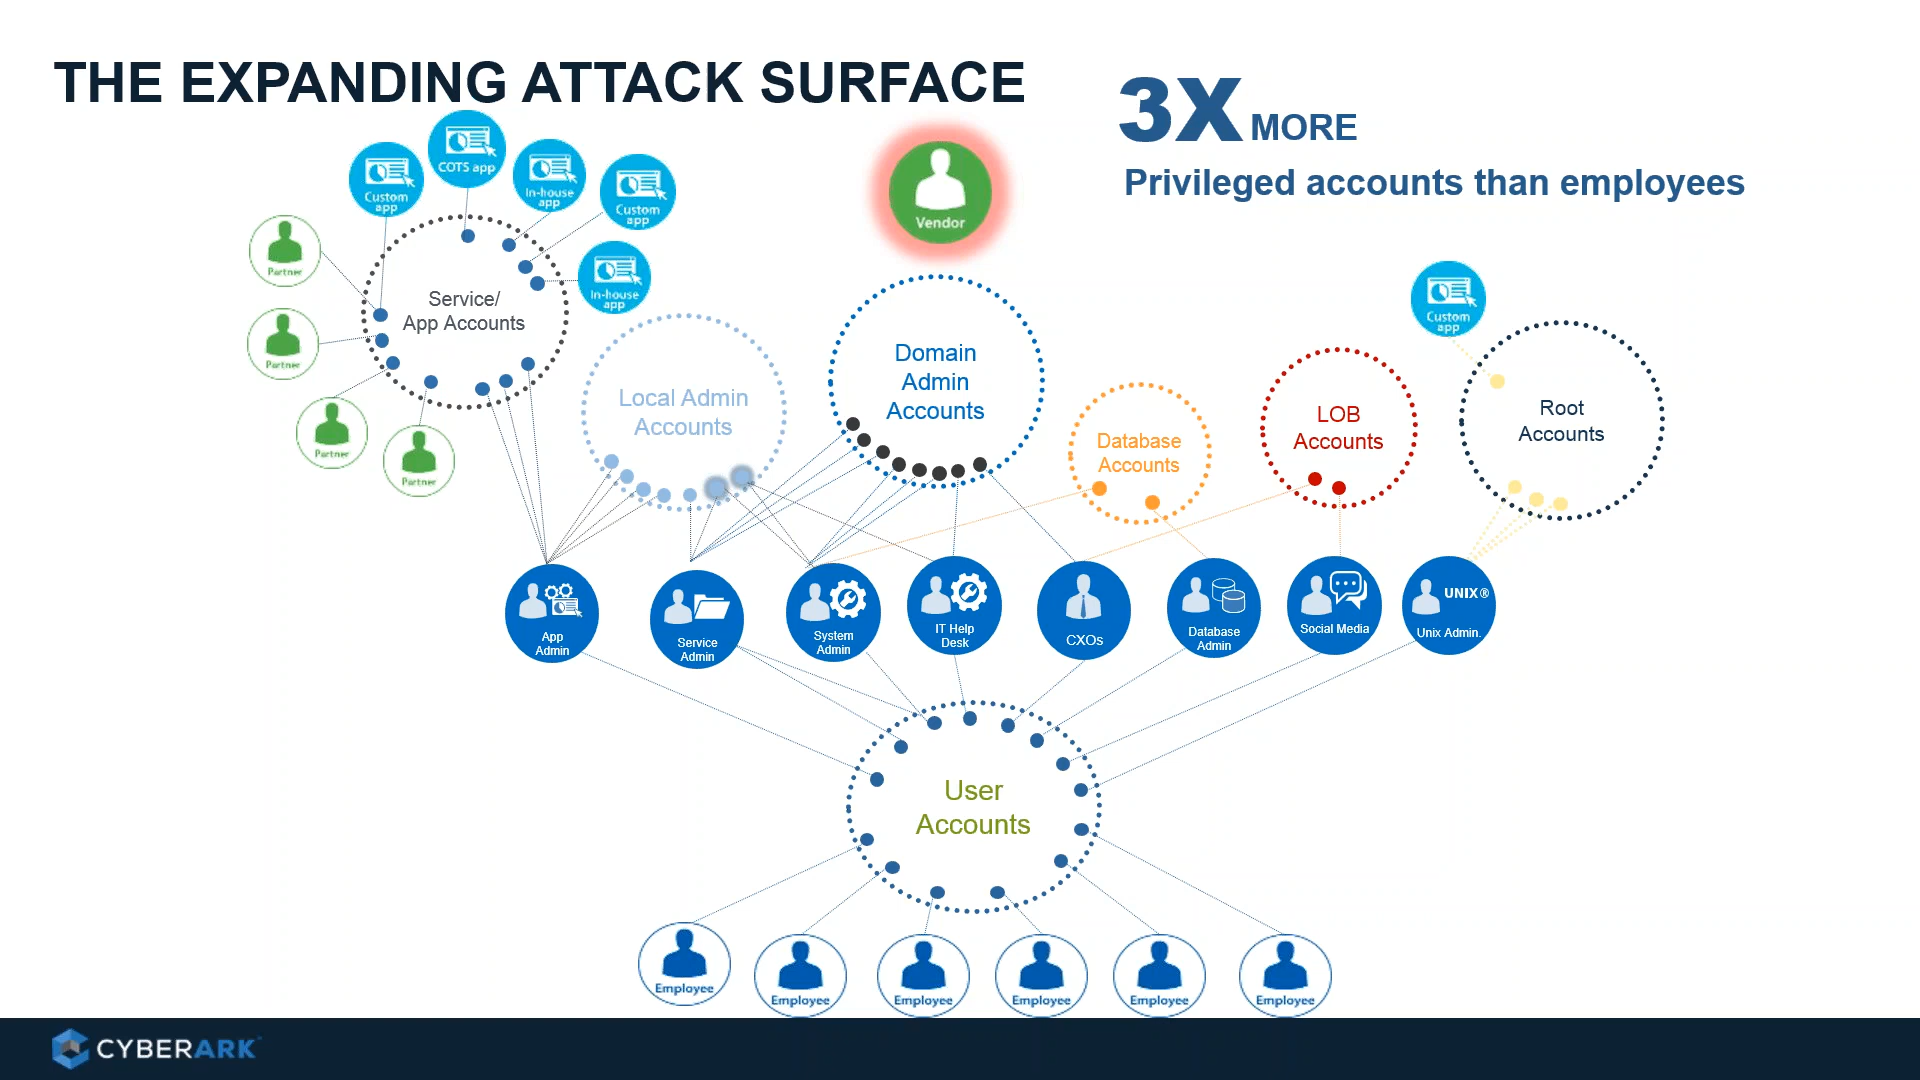 THE EXPANDING ATTACK SURFACE
3X MORE
Privileged accounts than employees
COTS app
Custom
app
In-house
app
Custom
app
In-house
app
Vendor
Partner
Partner
Partner
Partner
Service/
App Accounts
Local Admin
Accounts
Domain
Admin
Accounts
Database
Accounts
LOB
Accounts
Custom
app
Root
Accounts
App
Admin
Service
Admin
System
Admin
IT Help
Desk
CXOs
Database
Admin
Social Media
UNIX®
Unix Admin.
User
Accounts
Employee
Employee
Employee
Employee
Employee
Employee
CYBERARK